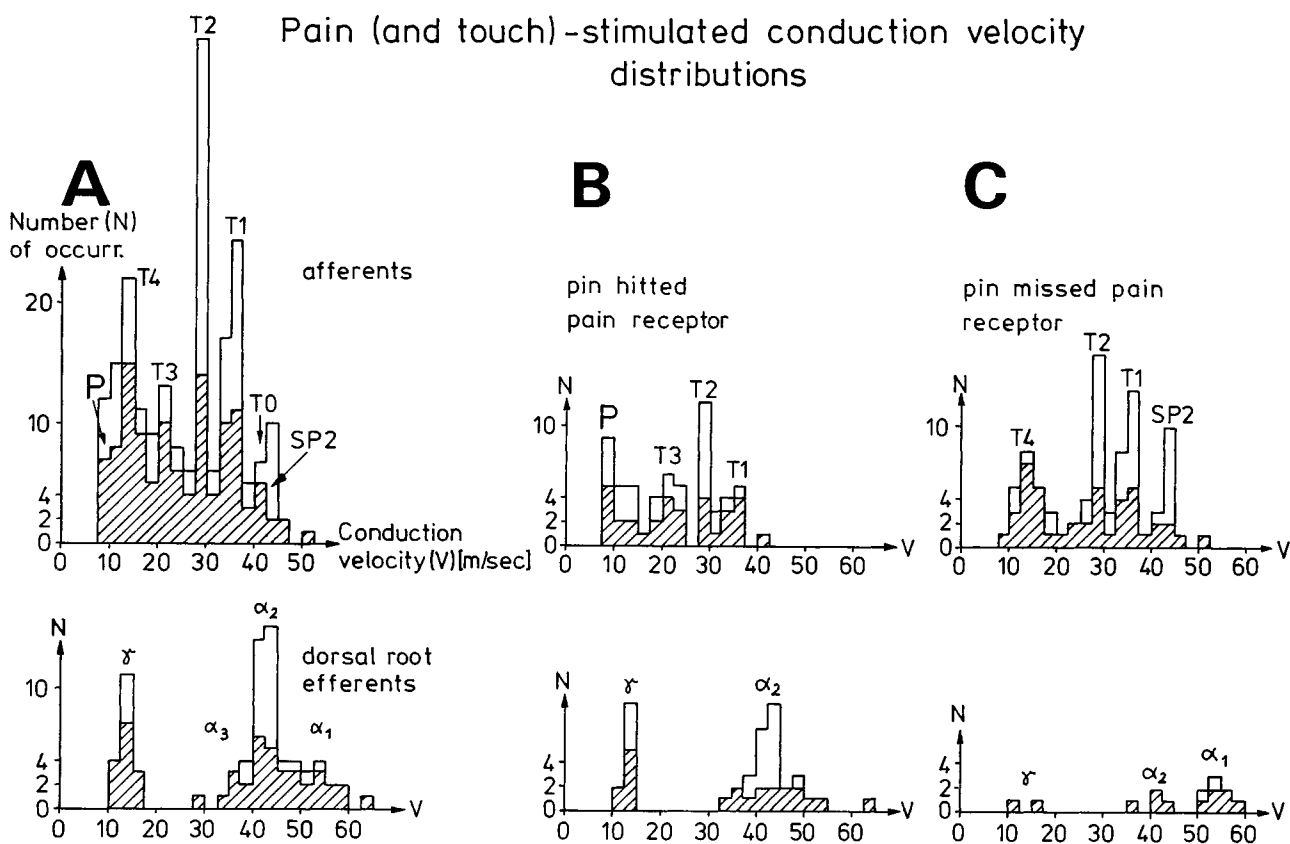 Pain (and touch)-stimulated conduction velocity
distributions
A
Number (N)
of occurr.
afferents
P
T4
T3
T2
T1
T0
SP2
20
10
4
2
0
0 10 20 30 40 50
Conduction
velocity (V) [m/sec]
B
pin hitted
pain receptor
N
P
T3
T2
T1
10
4
2
0
0 10 20 30 40 50 60 V
C
pin missed pain
receptor
N
T4
T2
T1
SP2
10
4
2
0
0 10 20 30 40 50 60 V
dorsal root
efferents
N
γ
α3
α2
α1
10
4
2
0
0 10 20 30 40 50 60 V
N
γ
α2
4
2
0
0 10 20 30 40 50 60 V
N
γ
α2
α1
4
2
0
0 10 20 30 40 50 60 V